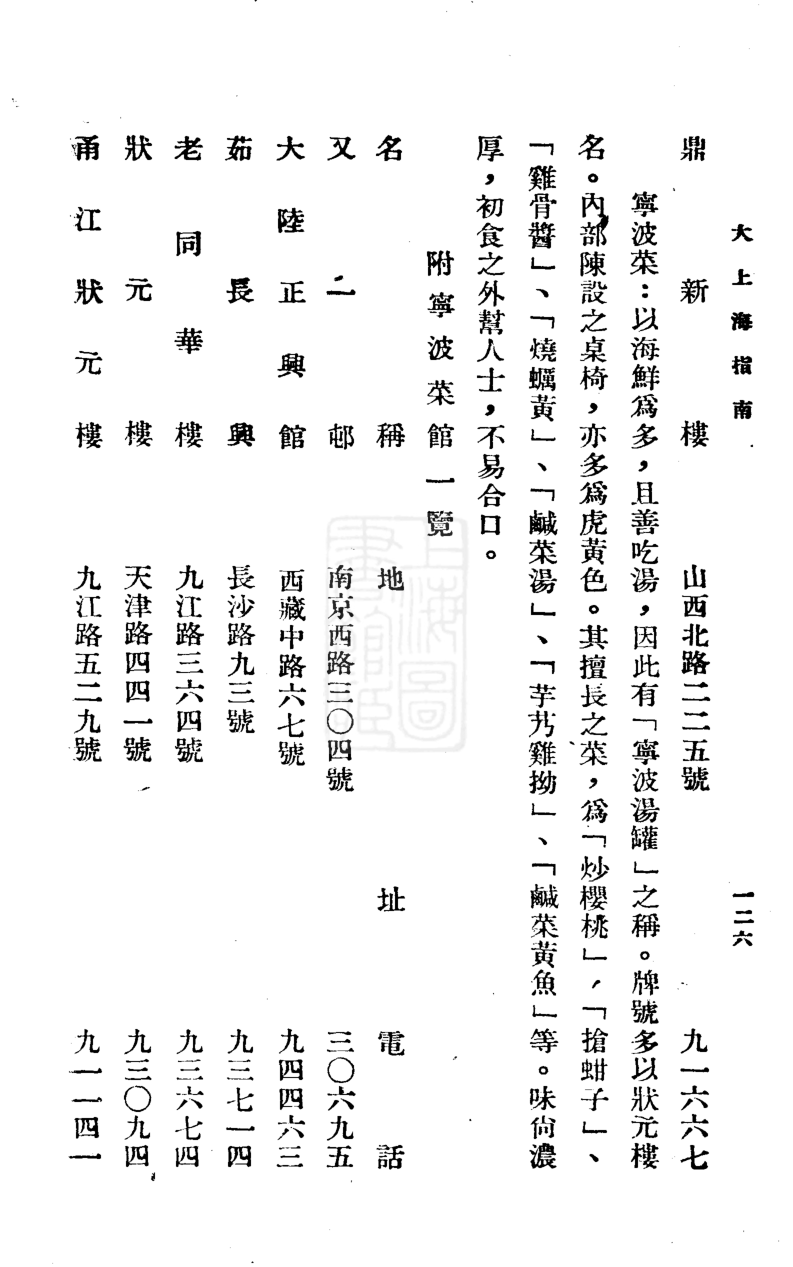 大上海指南 一二六
鼎新樓 山西北路二二五號 九一六六七
寧波菜：以海鮮爲多，且善吃湯，因此有「寧波湯罐」之稱。牌號多以狀元樓
名。內部陳設之桌椅，亦多爲虎黃色。其擅長之菜，爲「炒櫻桃」，「搶蚶子」、
「雞骨醬」、「燒蠣黃」、「鹹菜湯」、「芋艿雞拗」、「鹹菜黃魚」等。味尙濃
厚，初食之外幫人士，不易合口。
附寧波菜館一覽
名稱 地址 電話
又二邨 南京西路三〇四號 三〇六九五
大陸正興館 西藏中路六七號 九四四六三
茹長興 長沙路九三號 九三七一四
老同華樓 九江路三六四號 九三六七四
狀元樓 天津路四四一號 九三〇九四
甬江狀元樓 九江路五二九號 九一一四一
上海圖書館藏